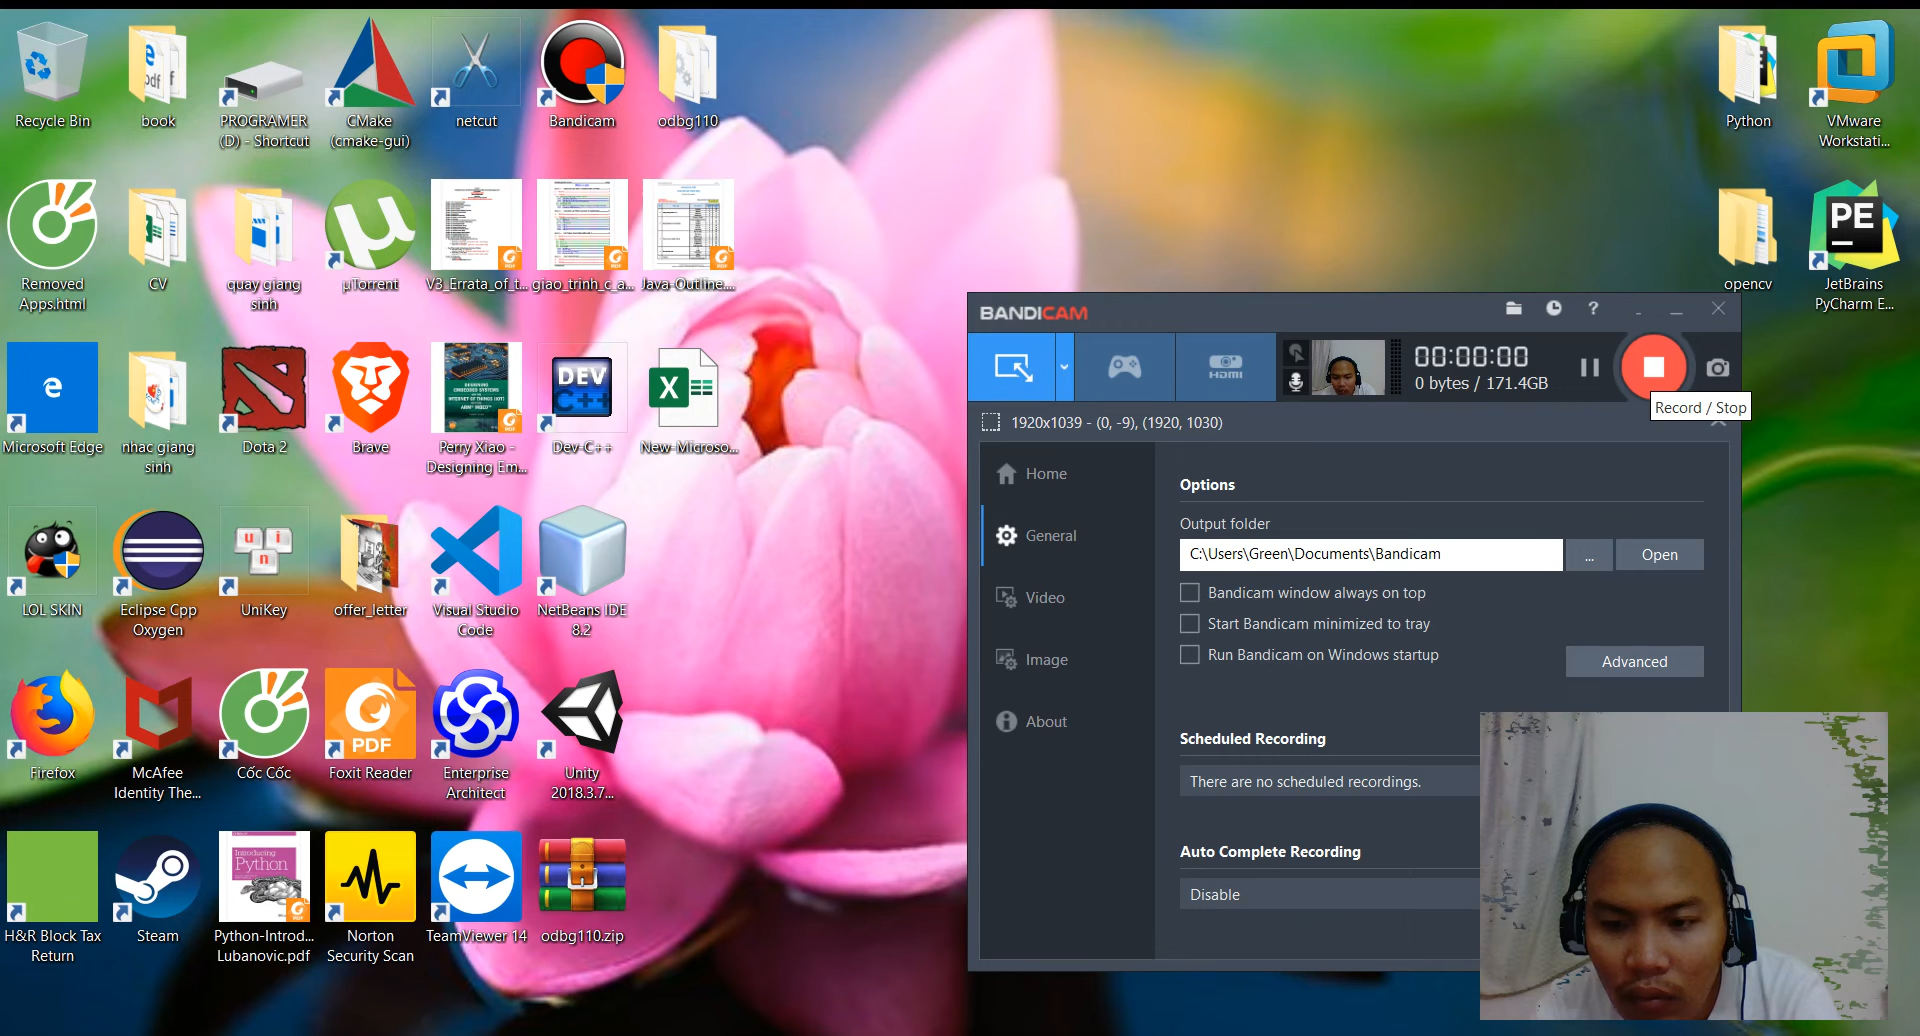 Recycle Bin
book
PROGRAMER
(D) - Shortcut
CMake
(cmake-gui)
netcut
Bandicam
odbg110
Python
VMware
Workstati...
Removed
Apps.html
CV
quay giang
sinh
µTorrent
V3_Errata_of_t...
giao_trinh_c_a...
Java-Outline....
opencv
PE
JetBrains
PyCharm E...
Microsoft Edge
nhac giang
sinh
Dota 2
Brave
Perry Xiao -
Designing Em...
DEV
C++
Dev-C++
New-Microso...
LOL SKIN
Eclipse Cpp
Oxygen
u n i
UniKey
offer_letter
Visual Studio
Code
NetBeans IDE
8.2
Firefox
McAfee
Identity The...
Cốc Cốc
PDF
Foxit Reader
Enterprise
Architect
Unity
2018.3.7...
H&R Block Tax
Return
Steam
Introducing
Python
Python-Introd...
Lubanovic.pdf
Norton
Security Scan
TeamViewer 14
odbg110.zip
BANDICAM
HDMI
00:00:00
0 bytes / 171.4GB
Record / Stop
1920x1039 - (0, -9), (1920, 1030)
Home
General
Video
Image
About
Options
Output folder
C:\Users\Green\Documents\Bandicam
...
Open
Bandicam window always on top
Start Bandicam minimized to tray
Run Bandicam on Windows startup
Advanced
Scheduled Recording
There are no scheduled recordings.
Auto Complete Recording
Disable